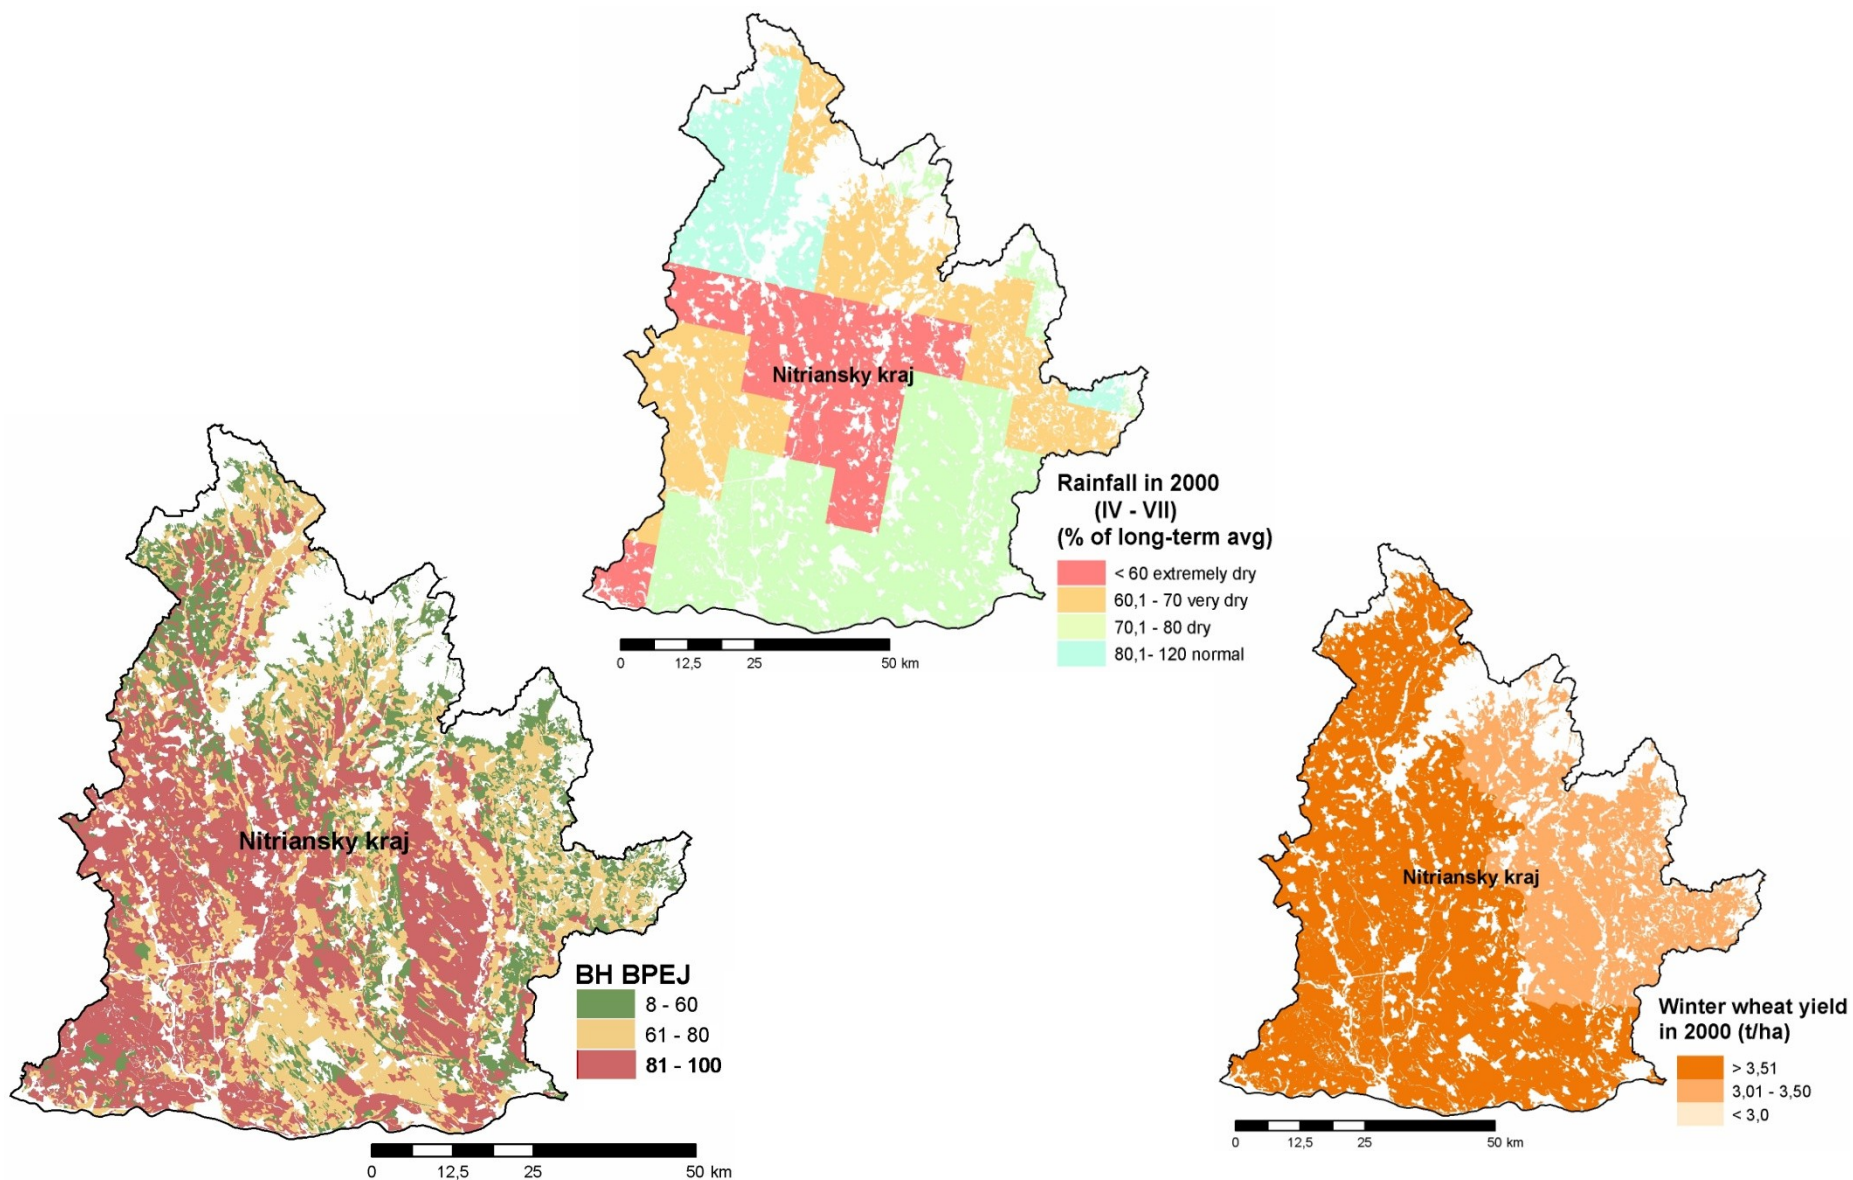 Nitriansky kraj
Rainfall in 2000
(IV - VII)
(% of long-term avg)
< 60 extremely dry
60,1 - 70 very dry
70,1 - 80 dry
80,1- 120 normal
0 12,5 25 50 km
Nitriansky kraj
BH BPEJ
8 - 60
61 - 80
81 - 100
0 12,5 25 50 km
Nitriansky kraj
Winter wheat yield
in 2000 (t/ha)
> 3,51
3,01 - 3,50
< 3,0
0 12,5 25 50 km